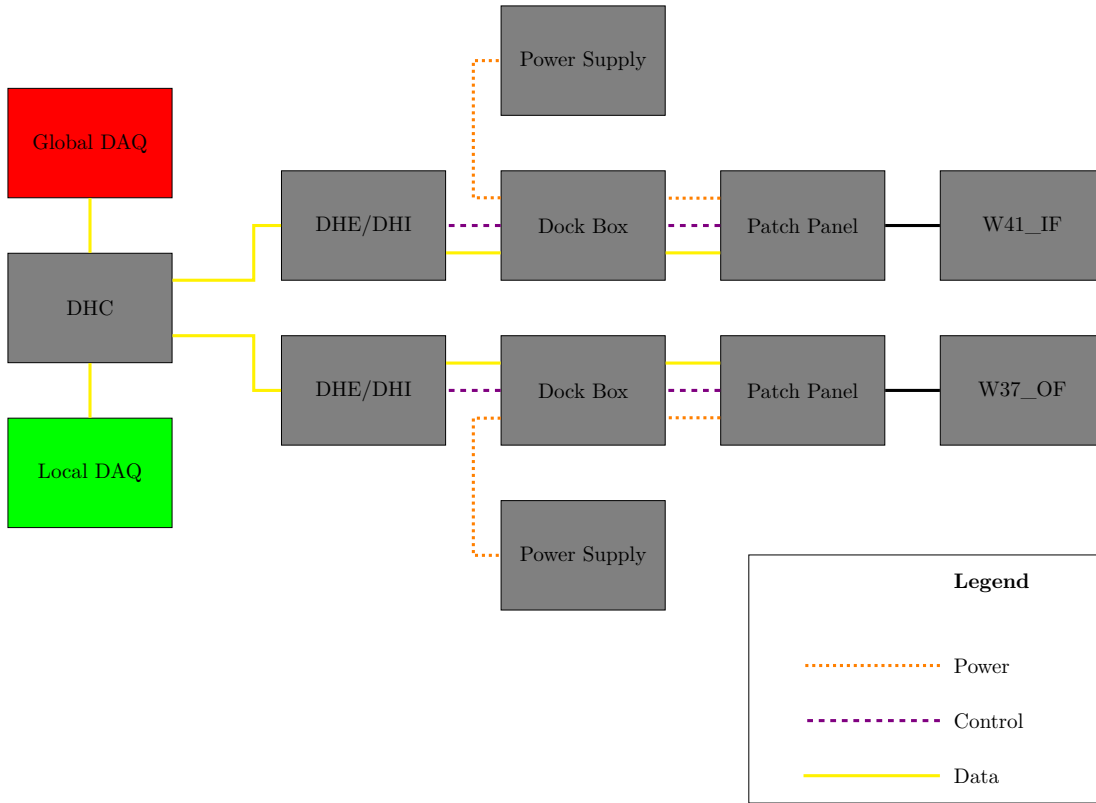 Power Supply
Global DAQ
DHE/DHI
Dock Box
Patch Panel
W41_IF
DHC
DHE/DHI
Dock Box
Patch Panel
W37_OF
Local DAQ
Power Supply
Legend
Power
Control
Data